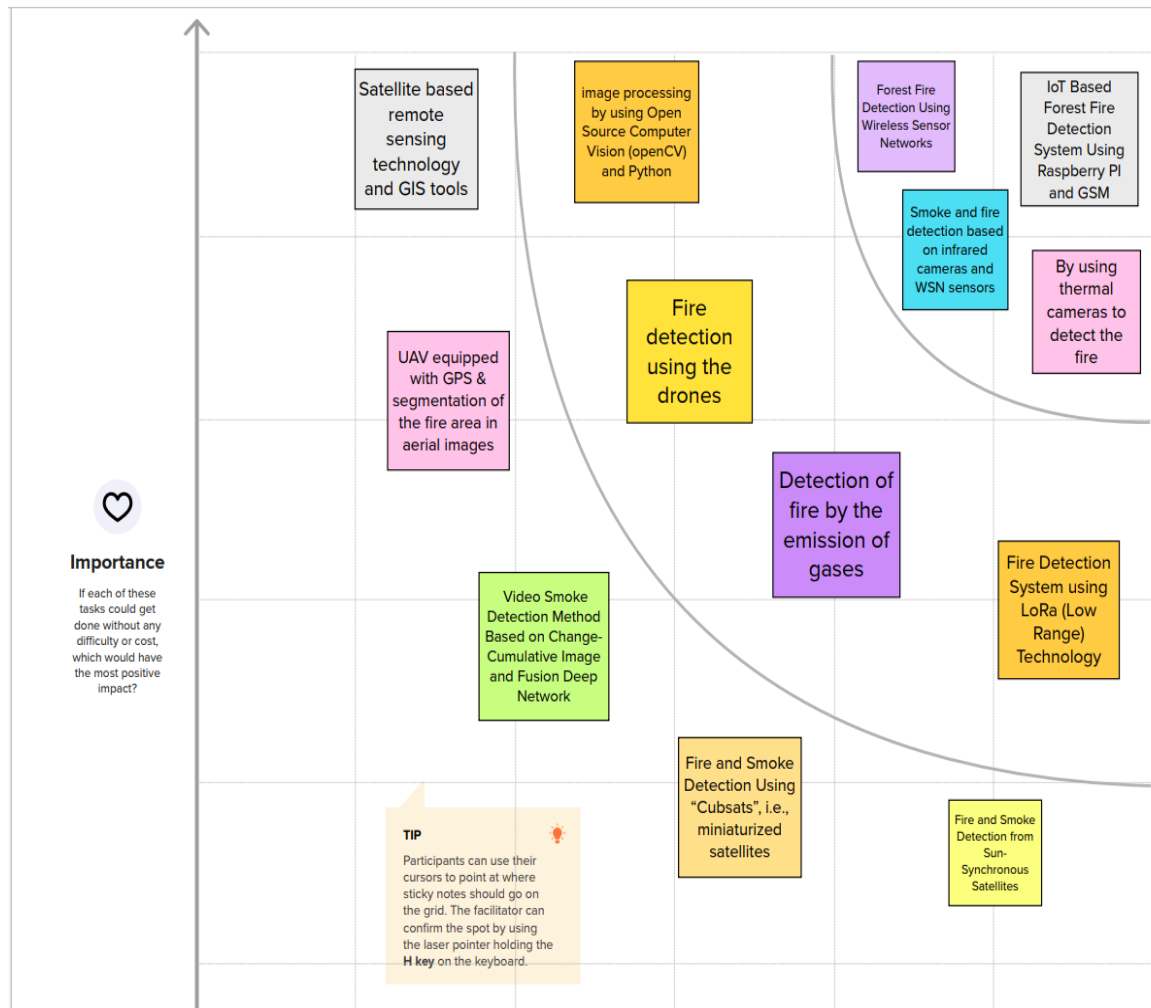 Satellite based
remote
sensing
technology
and GIS tools
image processing
by using Open
Source Computer
Vision (openCV)
and Python
Forest Fire
Detection Using
Wireless Sensor
Networks
IoT Based
Forest Fire
Detection
System Using
Raspberry PI
and GSM
Smoke and fire
detection based
on infrared
cameras and
WSN sensors
By using
thermal
cameras to
detect the
fire
Fire
detection
using the
drones
UAV equipped
with GPS &
segmentation of
the fire area in
aerial images
Detection of
fire by the
emission of
gases
Importance
If each of these
tasks could get
done without any
difficulty or cost,
which would have
the most positive
impact?
Fire Detection
System using
LoRa (Low
Range)
Technology
Video Smoke
Detection Method
Based on Change-
Cumulative Image
and Fusion Deep
Network
Fire and Smoke
Detection Using
“Cubsats”, i.e.,
miniaturized
satellites
Fire and Smoke
Detection from
Sun-
Synchronous
Satellites
TIP
Participants can use their
cursors to point at where
sticky notes should go on
the grid. The facilitator can
confirm the spot by using
the laser pointer holding the
H key on the keyboard.